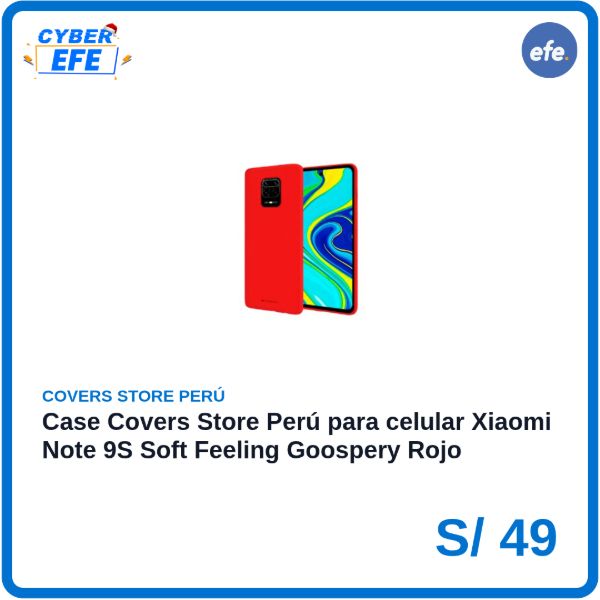 CYBER
EFE
efe.
COVERS STORE PERÚ
Case Covers Store Perú para celular Xiaomi
Note 9S Soft Feeling Goospery Rojo
S/ 49